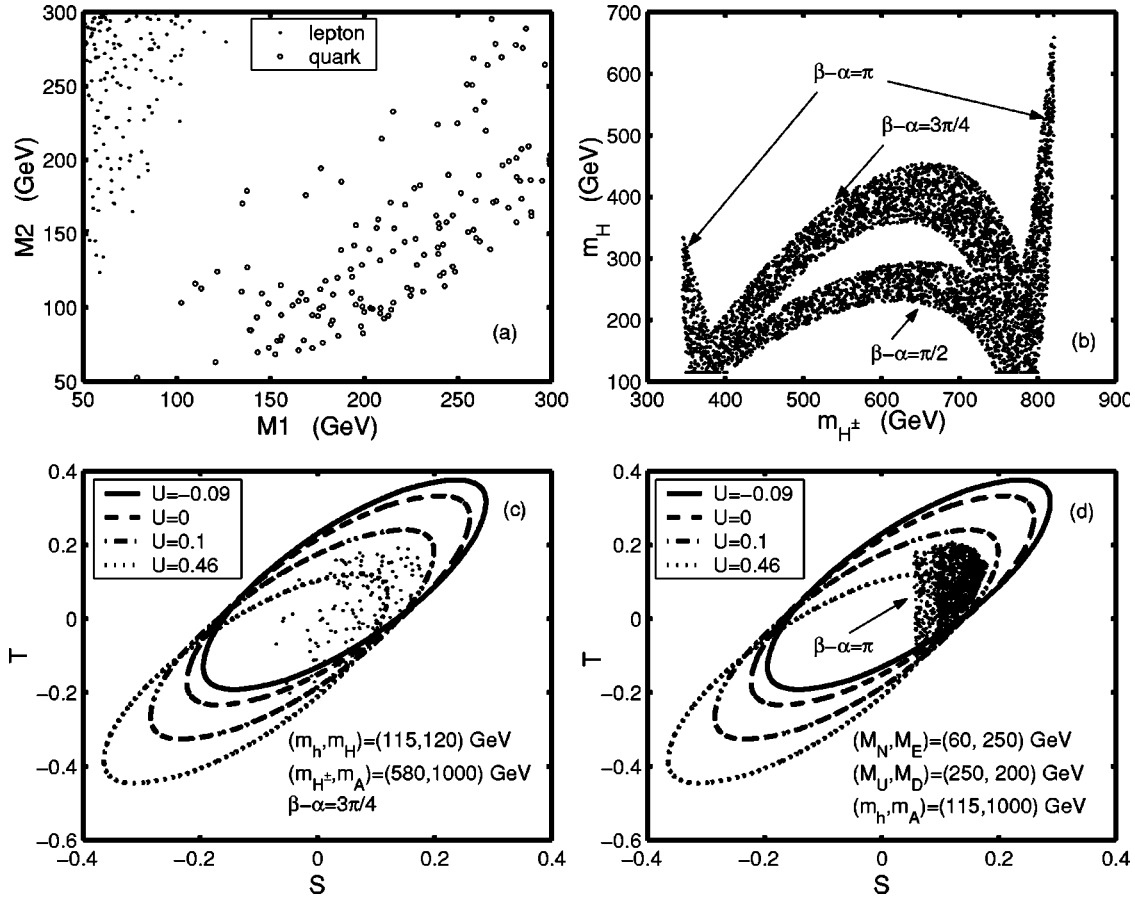 300
250
200
150
100
50
50
100
150
200
250
300
M1 (GeV)
M2 (GeV)
lepton
quark
(a)
700
600
500
400
300
200
100
300
400
500
600
700
800
900
m_H± (GeV)
m_H (GeV)
β−α=π
β−α=3π/4
β−α=π/2
(b)
0.4
0.2
0
−0.2
−0.4
−0.6
−0.4
−0.2
0
0.2
0.4
S
T
U=−0.09
U=0
U=0.1
U=0.46
(c)
(m_h,m_H)=(115,120) GeV
(m_H±,m_A)=(580,1000) GeV
β−α=3π/4
0.4
0.2
0
−0.2
−0.4
−0.6
−0.4
−0.2
0
0.2
0.4
S
T
U=−0.09
U=0
U=0.1
U=0.46
(d)
β−α=π
(M_N,M_E)=(60, 250) GeV
(M_U,M_D)=(250, 200) GeV
(m_h,m_A)=(115,1000) GeV